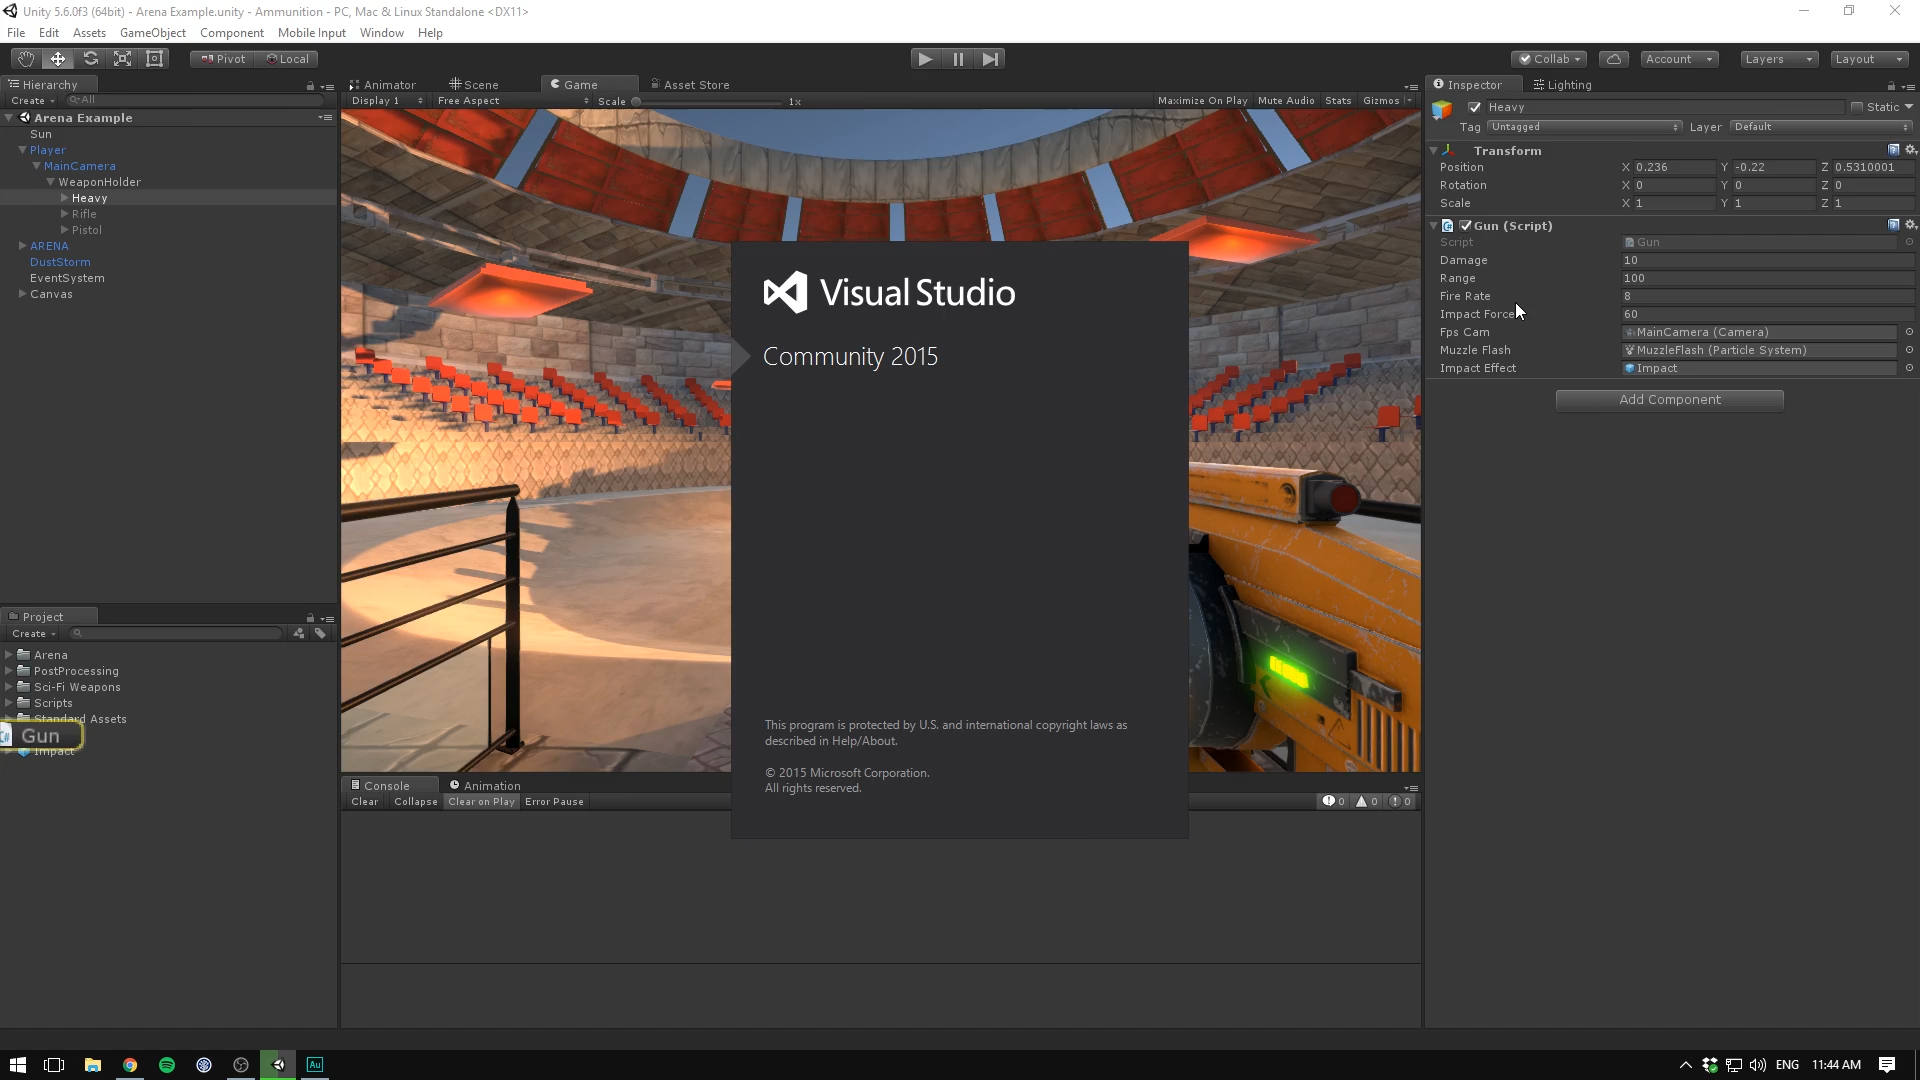 Unity 5.6.0f3 (64bit) - Arena Example.unity - Ammunition - PC, Mac & Linux Standalone <DX11>
File Edit Assets GameObject Component Mobile Input Window Help
Pivot Local Collab Account Layers Layout
Hierarchy
Create All
Arena Example
Sun
Player
MainCamera
WeaponHolder
Heavy
Rifle
Pistol
ARENA
DustStorm
EventSystem
Canvas
Project
Create
Arena
PostProcessing
Sci-Fi Weapons
Scripts
Standard Assets
Gun
Impact
Animator Scene Game Asset Store
Display 1 Free Aspect Scale 1x Maximize On Play Mute Audio Stats Gizmos
Visual Studio
Community 2015
This program is protected by U.S. and international copyright laws as
described in Help/About.
© 2015 Microsoft Corporation.
All rights reserved.
Console Animation
Clear Collapse Clear on Play Error Pause 0 0 0
Inspector Lighting
Heavy Static
Tag Untagged Layer Default
Transform
Position X 0.236 Y -0.22 Z 0.5310001
Rotation X 0 Y 0 Z 0
Scale X 1 Y 1 Z 1
Gun (Script)
Script Gun
Damage 10
Range 100
Fire Rate 8
Impact Force 60
Fps Cam MainCamera (Camera)
Muzzle Flash MuzzleFlash (Particle System)
Impact Effect Impact
Add Component
Au ENG 11:44 AM